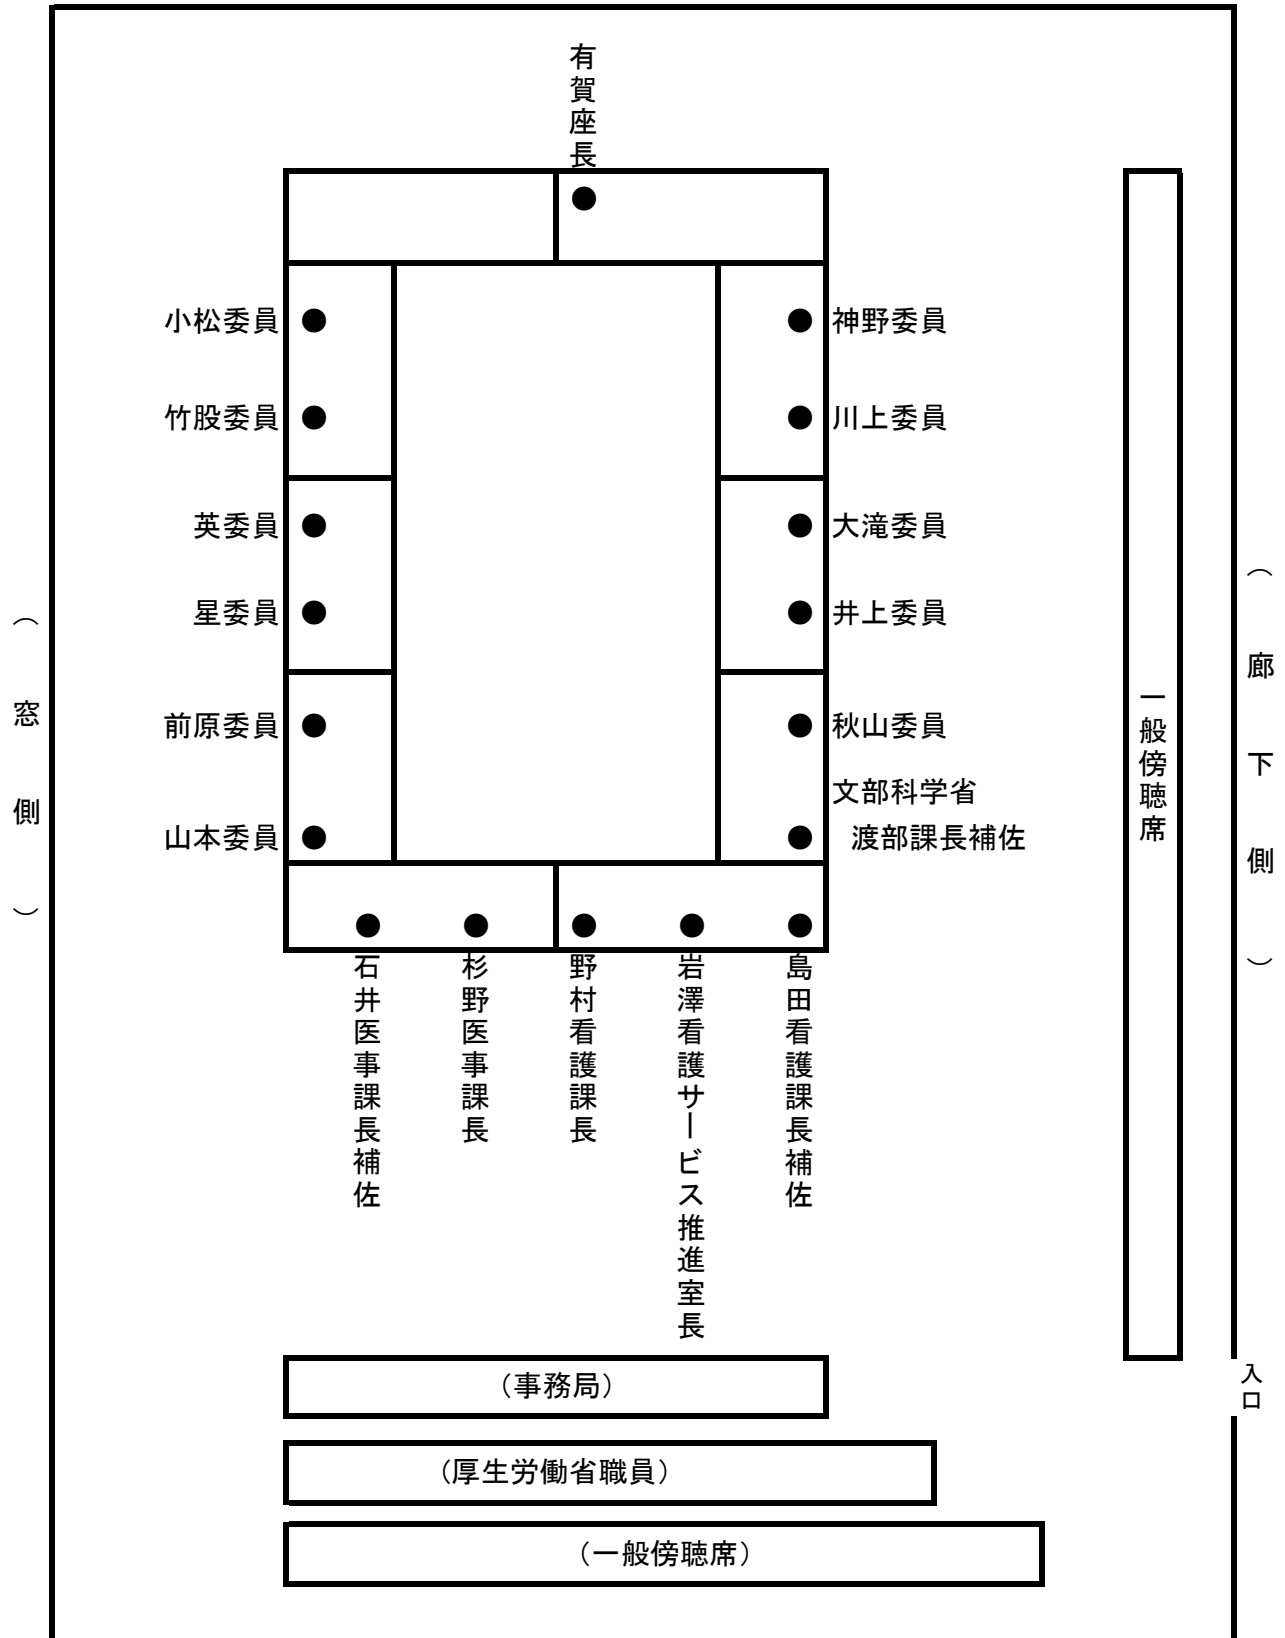 有賀座長
小松委員
神野委員
竹股委員
川上委員
英委員
大滝委員
星委員
井上委員
前原委員
秋山委員
文部科学省
山本委員
渡部課長補佐
石井医事課長補佐
杉野医事課長
野村看護課長
岩澤看護サービス推進室長
島田看護課長補佐
（窓側）
一般傍聴席
（廊下側）
入口
（事務局）
（厚生労働省職員）
（一般傍聴席）